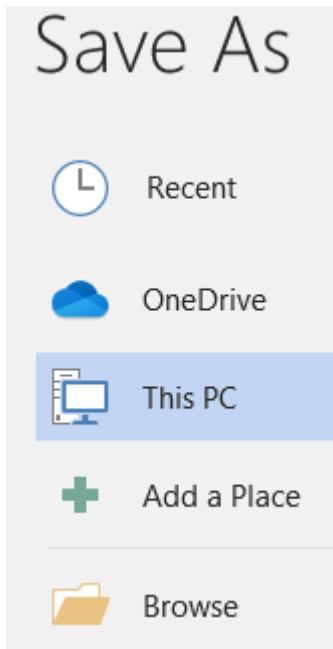 Save As
Recent
OneDrive
This PC
Add a Place
Browse